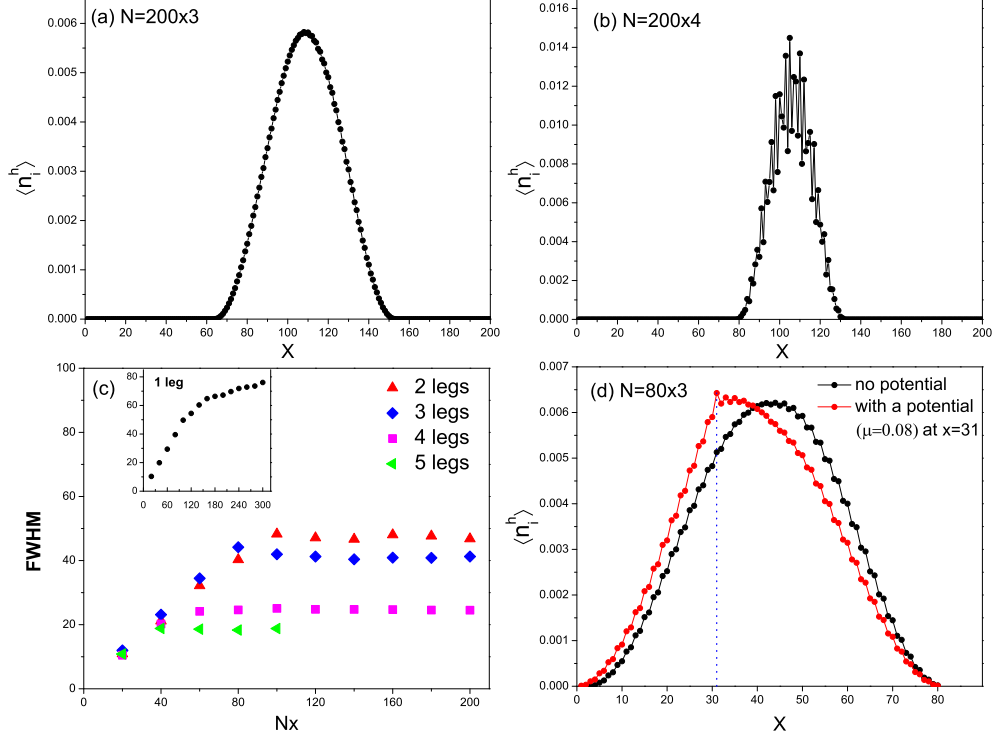 (a) N=200x3
0.006
0.005
0.004
0.003
0.002
0.001
0.000
0 20 40 60 80 100 120 140 160 180 200
⟨n_i^h⟩
X
(b) N=200x4
0.016
0.014
0.012
0.010
0.008
0.006
0.004
0.002
0.000
0 20 40 60 80 100 120 140 160 180 200
⟨n_i^h⟩
X
(c)
1 leg
80
60
40
20
0
0 60 120 180 240 300
2 legs
3 legs
4 legs
5 legs
100
80
60
40
20
0
0 40 80 120 160 200
FWHM
Nx
(d) N=80x3
no potential
with a potential
(μ=0.08) at x=31
0.007
0.006
0.005
0.004
0.003
0.002
0.001
0.000
0 10 20 30 40 50 60 70 80
⟨n_i^h⟩
X